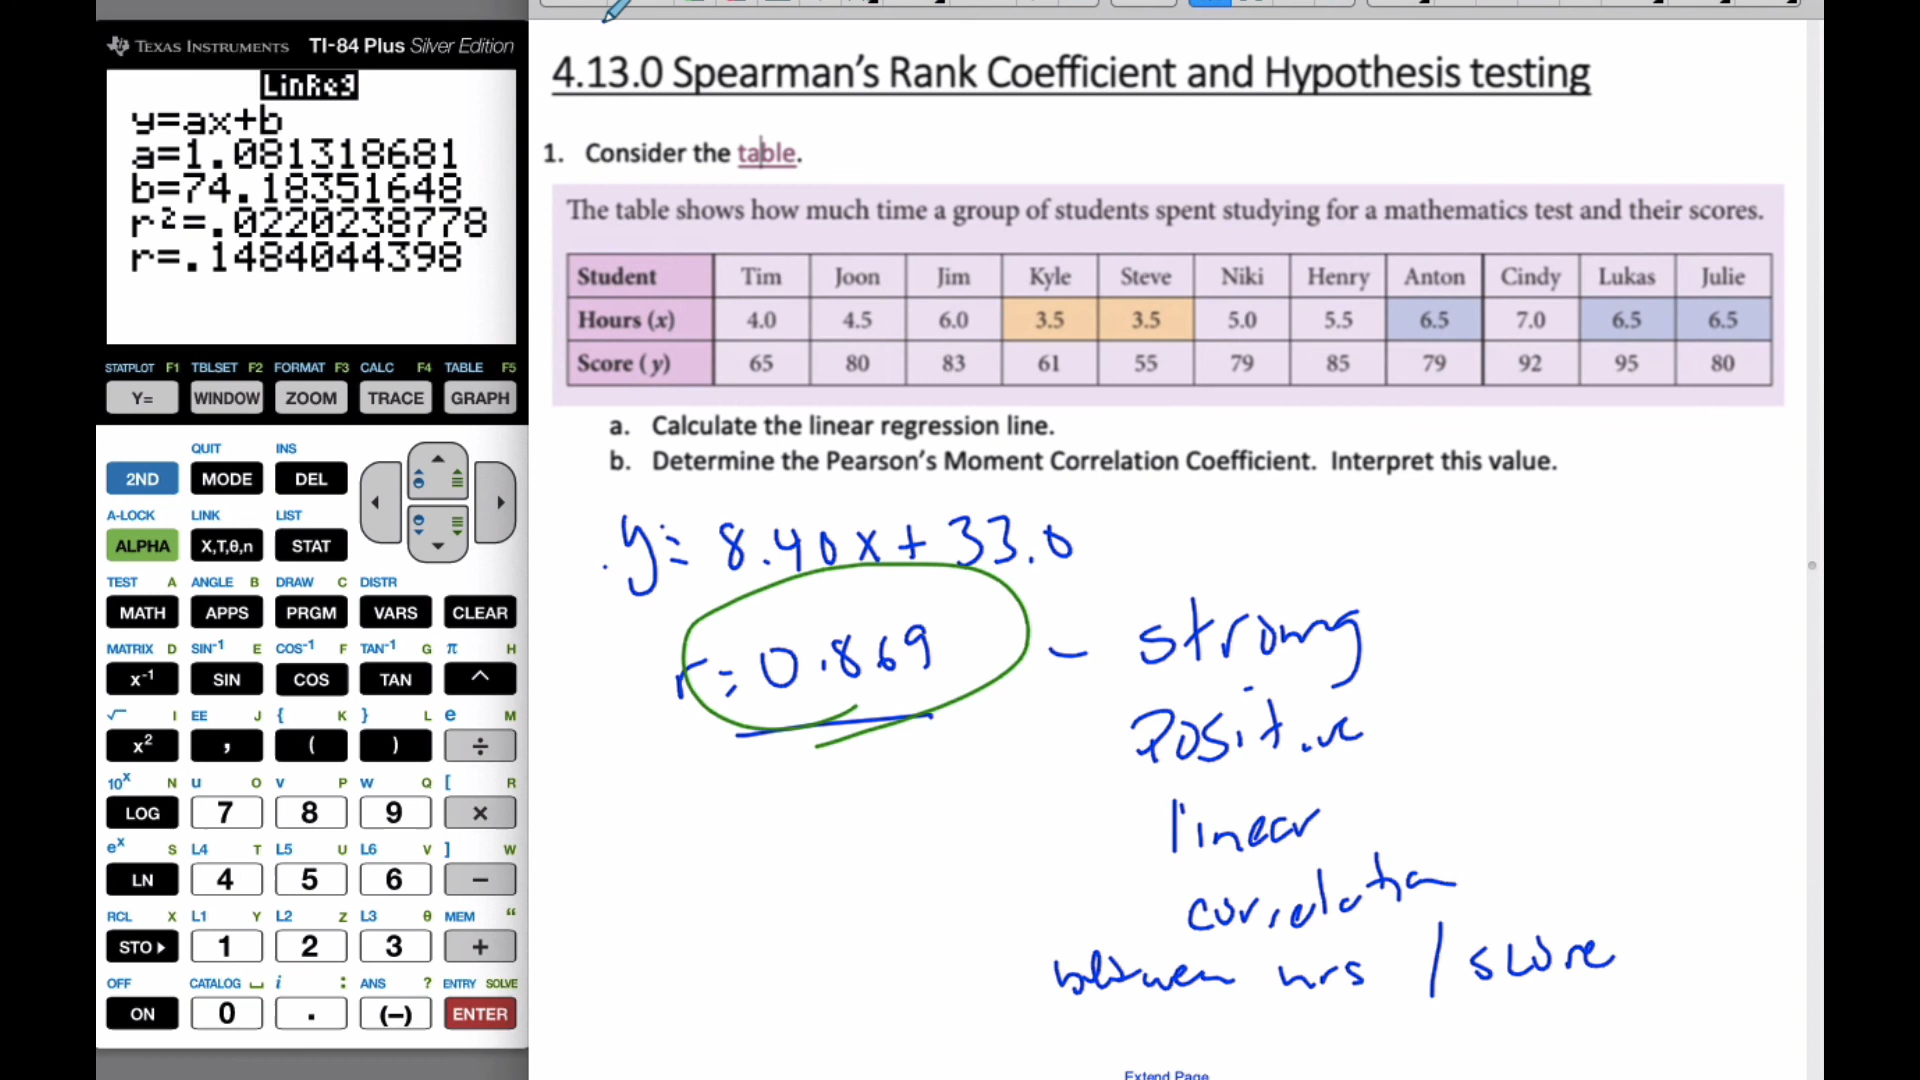 TEXAS INSTRUMENTS TI-84 Plus Silver Edition
LinReg
y=ax+b
a=1.081318681
b=74.18351648
r²=.0220238778
r=.1484044398
STATPLOT F1 TBLSET F2 FORMAT F3 CALC F4 TABLE F5
Y= WINDOW ZOOM TRACE GRAPH
QUIT INS
2ND MODE DEL
A-LOCK LINK LIST
ALPHA X,T,θ,n STAT
TEST A ANGLE B DRAW C DISTR
MATH APPS PRGM VARS CLEAR
MATRIX D SIN⁻¹ E COS⁻¹ F TAN⁻¹ G π H
x⁻¹ SIN COS TAN ^
√ I EE J { K } L e M
x² , ( ) ÷
10ˣ N u O v P w Q [ R
LOG 7 8 9 ×
eˣ S L4 T L5 U L6 V ] W
LN 4 5 6 −
RCL X L1 Y L2 Z L3 θ MEM “
STO▶ 1 2 3 +
OFF CATALOG ⎵ i : ANS ? ENTRY SOLVE
ON 0 . (−) ENTER
4.13.0 Spearman’s Rank Coefficient and Hypothesis testing
1. Consider the table.
The table shows how much time a group of students spent studying for a mathematics test and their scores.
Student Tim Joon Jim Kyle Steve Niki Henry Anton Cindy Lukas Julie
Hours (x) 4.0 4.5 6.0 3.5 3.5 5.0 5.5 6.5 7.0 6.5 6.5
Score (y) 65 80 83 61 55 79 85 79 92 95 80
a. Calculate the linear regression line.
b. Determine the Pearson’s Moment Correlation Coefficient. Interpret this value.
y= 8.40x + 33.0
r= 0.869 – strong
Positive
linear
correlation
between hrs / score
Extend Page